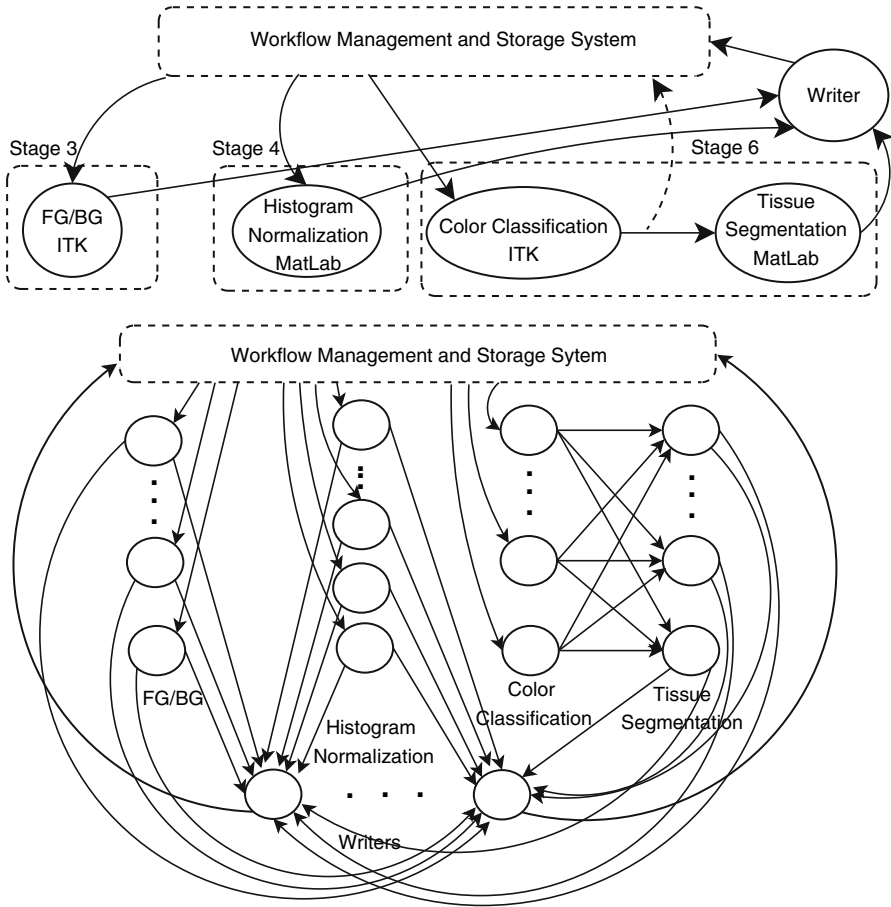 Workflow Management and Storage System
Writer
Stage 3
Stage 4
Stage 6
FG/BG
ITK
Histogram
Normalization
MatLab
Color Classification
ITK
Tissue
Segmentation
MatLab
Workflow Management and Storage Sytem
FG/BG
Histogram
Normalization
Color
Classification
Tissue
Segmentation
Writers